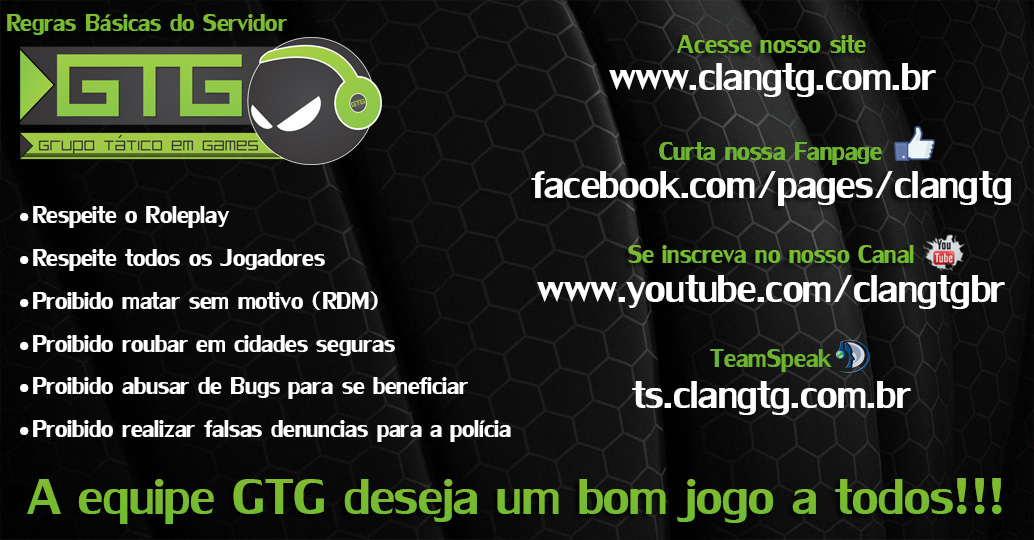 Regras Básicas do Servidor
GTG
GTG
Grupo Tático em Games
• Respeite o Roleplay
• Respeite todos os Jogadores
• Proibido matar sem motivo (RDM)
• Proibido roubar em cidades seguras
• Proibido abusar de Bugs para se beneficiar
• Proibido realizar falsas denuncias para a polícia
Acesse nosso site
www.clangtg.com.br
Curta nossa Fanpage
facebook.com/pages/clangtg
Se inscreva no nosso Canal
You
Tube
www.youtube.com/clangtgbr
TeamSpeak
ts.clangtg.com.br
A equipe GTG deseja um bom jogo a todos!!!